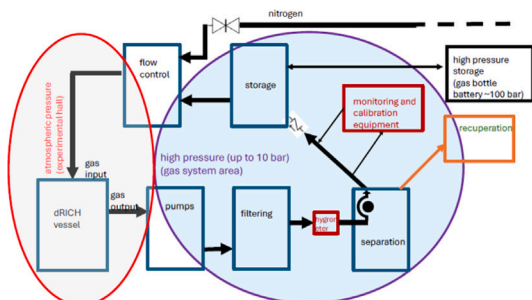 nitrogen
flow
control
storage
high pressure
storage
(gas bottle
battery ~100 bar)
monitoring and
calibration
equipment
recuperation
atmospheric pressure
(experimental hall)
high pressure (up to 10 bar)
(gas system area)
gas
input
gas
output
dRICH
vessel
pumps
filtering
separation